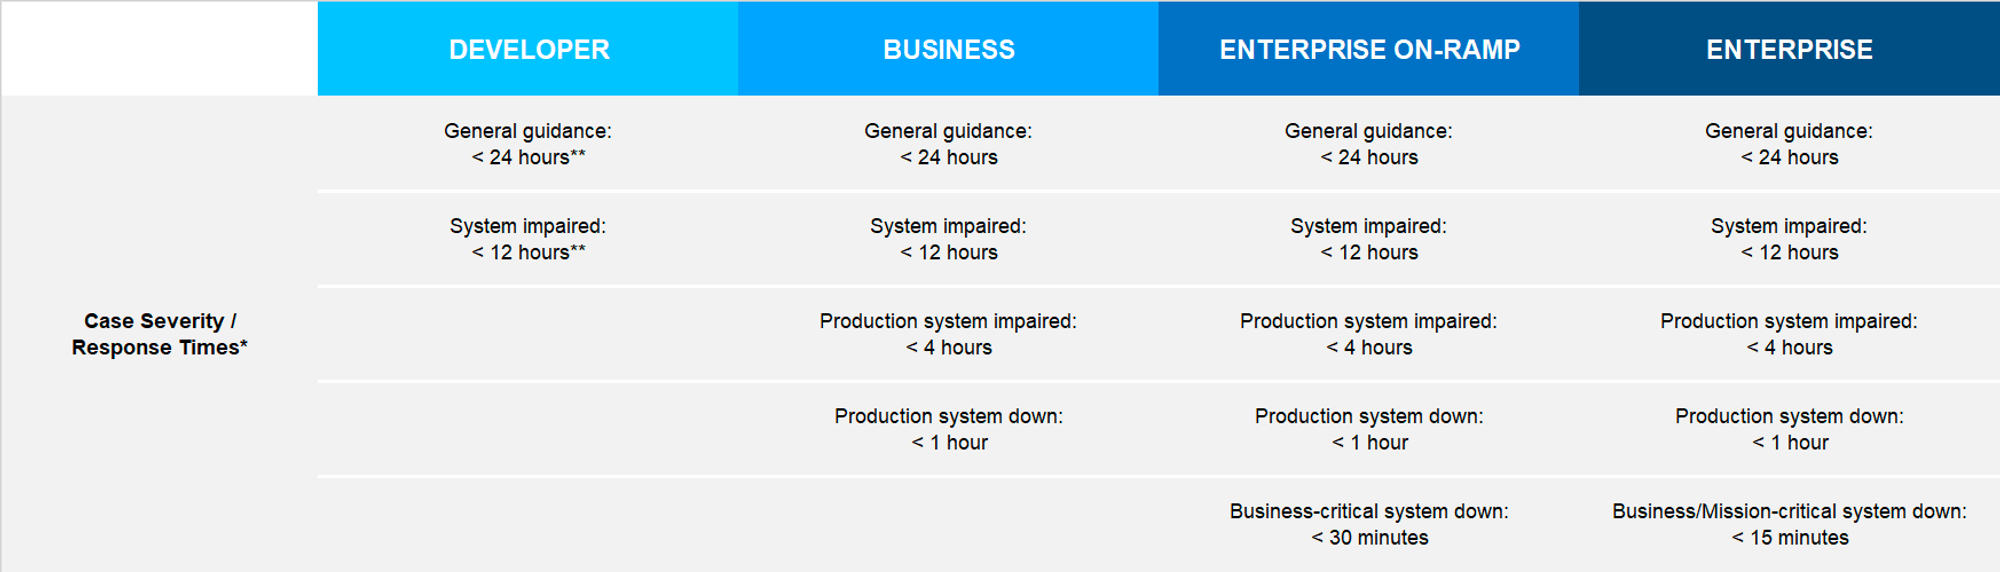 DEVELOPER
BUSINESS
ENTERPRISE ON-RAMP
ENTERPRISE
Case Severity /
Response Times*
General guidance:
< 24 hours**
General guidance:
< 24 hours
General guidance:
< 24 hours
General guidance:
< 24 hours
System impaired:
< 12 hours**
System impaired:
< 12 hours
System impaired:
< 12 hours
System impaired:
< 12 hours
Production system impaired:
< 4 hours
Production system impaired:
< 4 hours
Production system impaired:
< 4 hours
Production system down:
< 1 hour
Production system down:
< 1 hour
Production system down:
< 1 hour
Business-critical system down:
< 30 minutes
Business/Mission-critical system down:
< 15 minutes